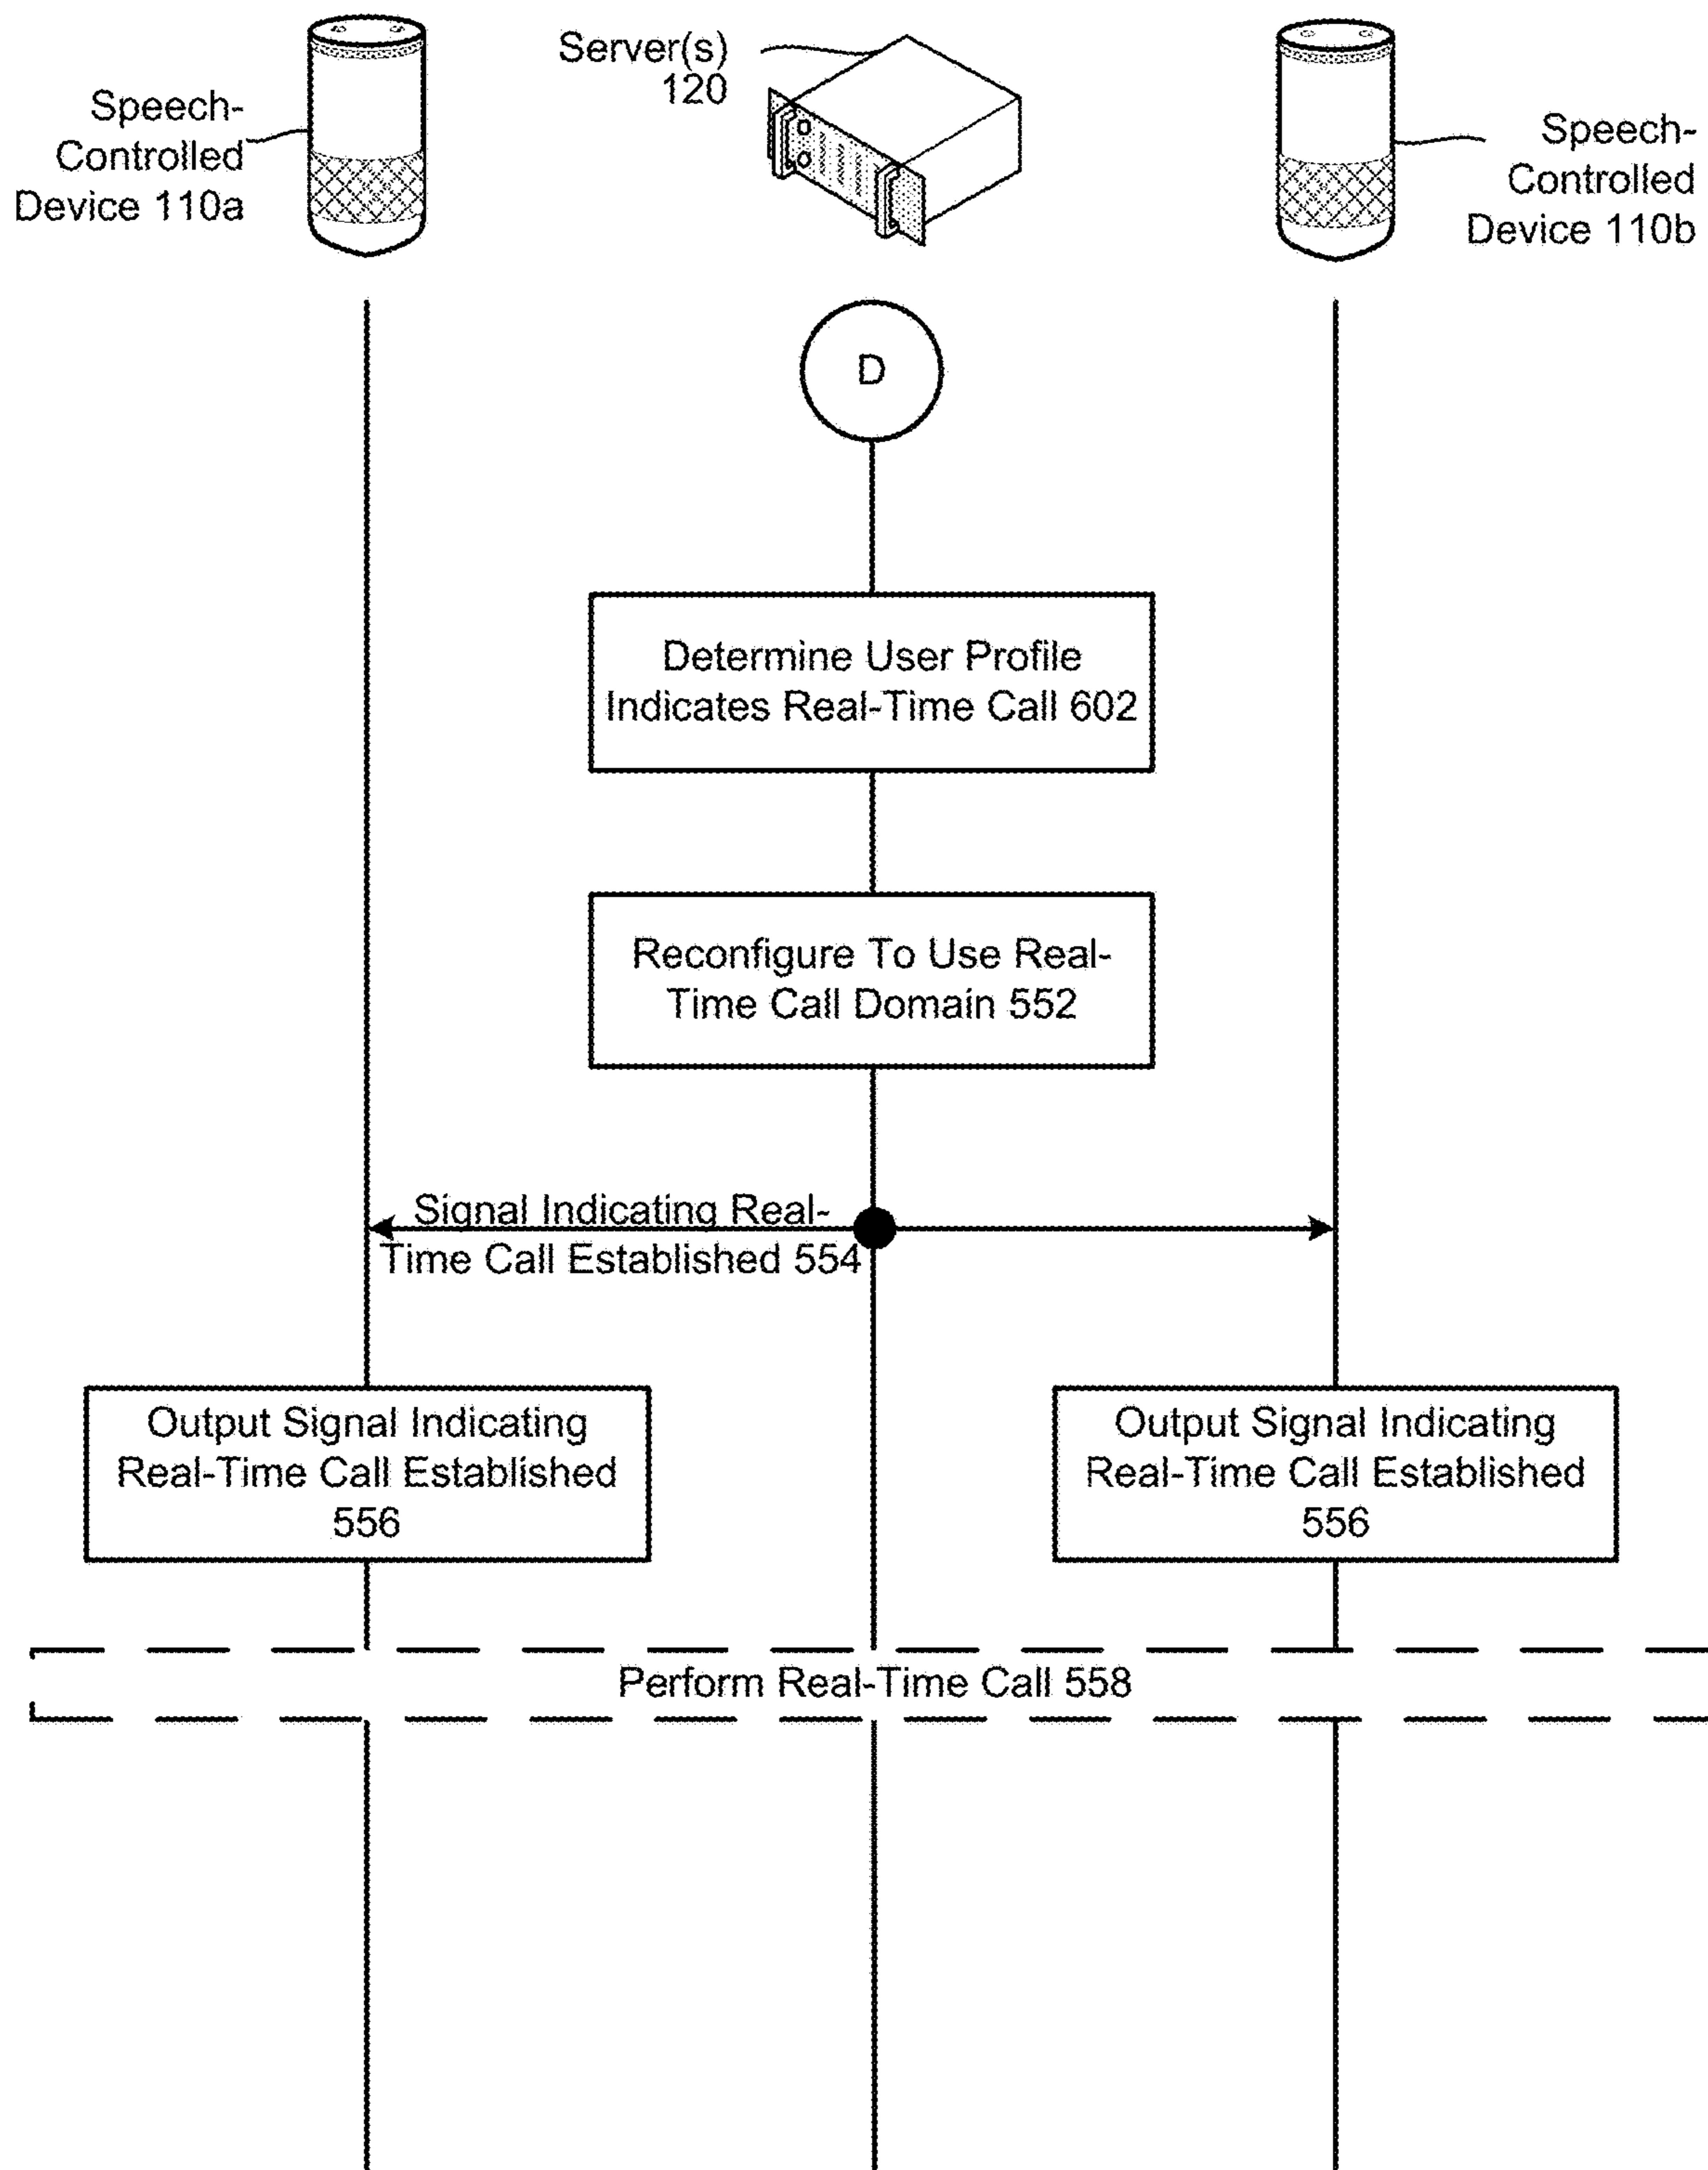 Speech-
Controlled
Device 110a
Server(s)
120
Speech-
Controlled
Device 110b
D
Determine User Profile
Indicates Real-Time Call 602
Reconfigure To Use Real-
Time Call Domain 552
Signal Indicating Real-
Time Call Established 554
Output Signal Indicating
Real-Time Call Established
556
Output Signal Indicating
Real-Time Call Established
556
Perform Real-Time Call 558